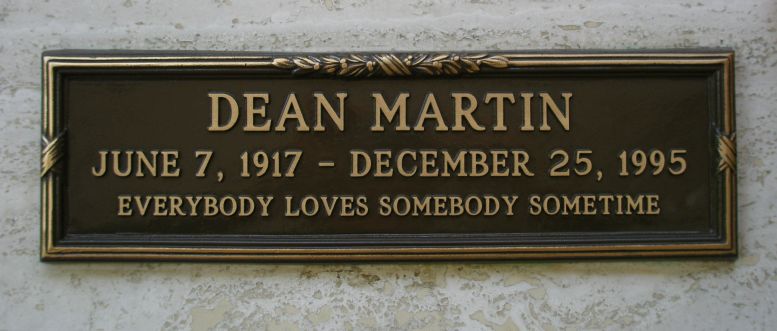 DEAN MARTIN
JUNE 7, 1917 – DECEMBER 25, 1995
EVERYBODY LOVES SOMEBODY SOMETIME